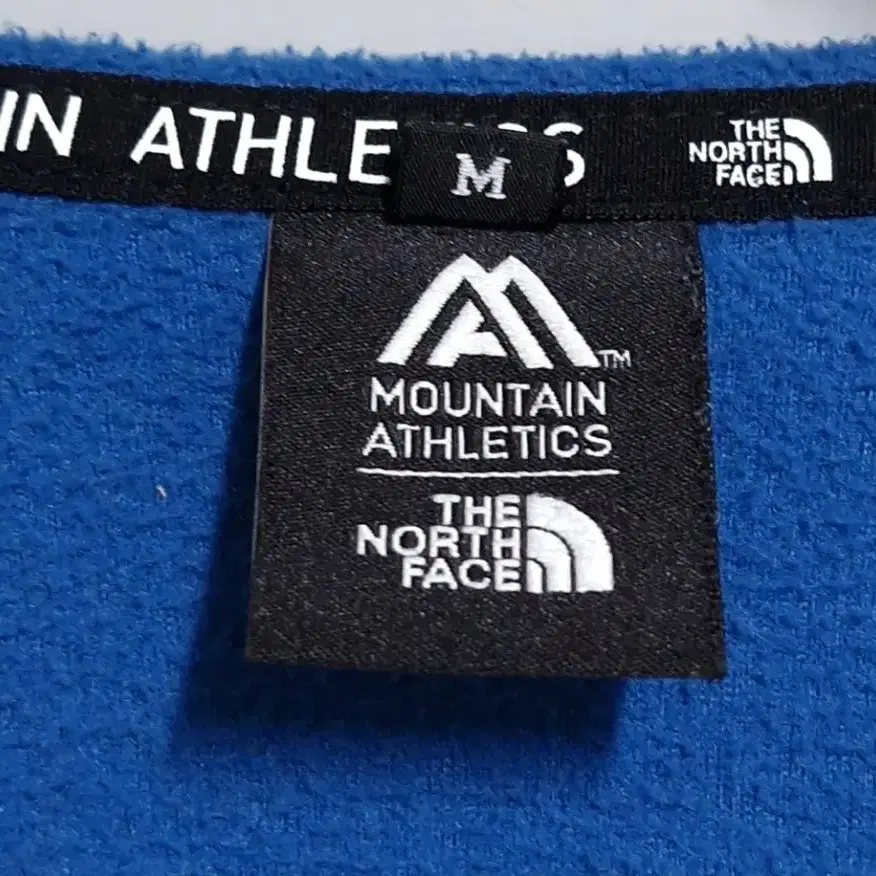 IN ATHLE
M
THE
NORTH
FACE
TM
MOUNTAIN
ATHLETICS
THE
NORTH
FACE